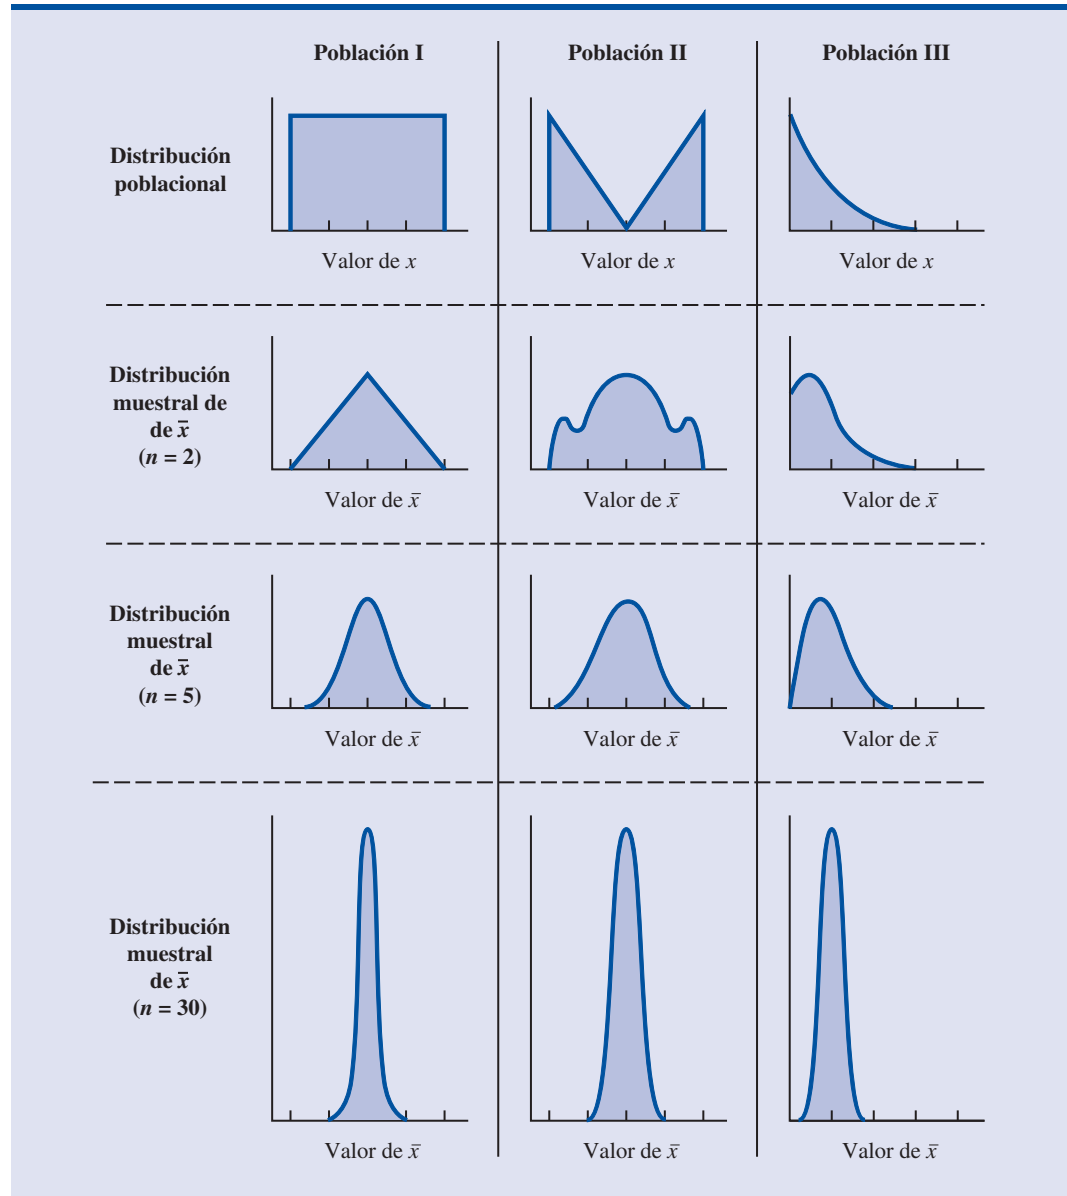 Población I
Población II
Población III
Distribución
poblacional
Valor de x
Valor de x
Valor de x
Distribución
muestral de
de x̄
(n = 2)
Valor de x̄
Valor de x̄
Valor de x̄
Distribución
muestral
de x̄
(n = 5)
Valor de x̄
Valor de x̄
Valor de x̄
Distribución
muestral
de x̄
(n = 30)
Valor de x̄
Valor de x̄
Valor de x̄